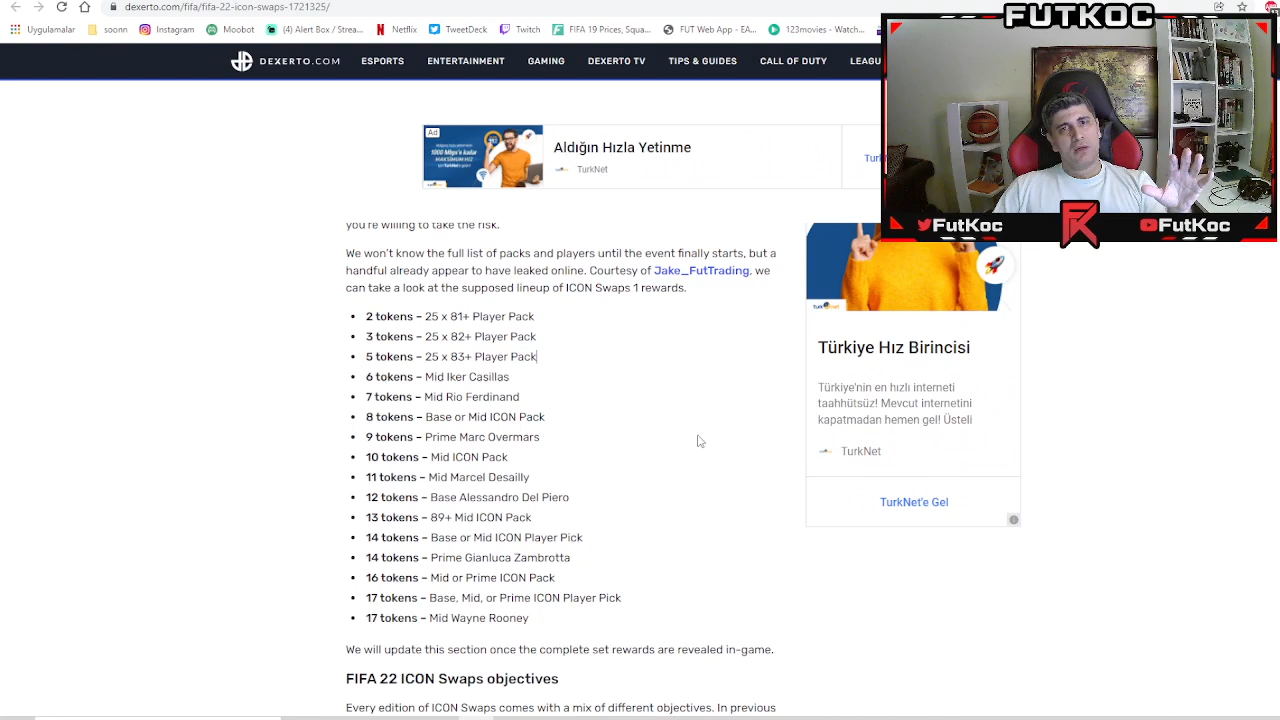 dexerto.com/fifa/fifa-22-icon-swaps-1721325/
Uygulamalar
soonn
Instagram
Moobot
(4) Alert Box / Strea...
Netflix
TweetDeck
Twitch
FIFA 19 Prices, Squa...
FUT Web App - EA...
123movies - Watch...
FUTKOC
DEXERTO.COM
ESPORTS
ENTERTAINMENT
GAMING
DEXERTO TV
TIPS & GUIDES
CALL OF DUTY
LEAGU
Ad
1000 Mbps'e kadar
Aldığın Hızla Yetinme
TurkNet
Turk
FutKoc
FK
FutKoc
you're willing to take the risk.
We won't know the full list of packs and players until the event finally starts, but a
handful already appear to have leaked online. Courtesy of Jake_FutTrading, we
can take a look at the supposed lineup of ICON Swaps 1 rewards.
• 2 tokens – 25 x 81+ Player Pack
• 3 tokens – 25 x 82+ Player Pack
• 5 tokens – 25 x 83+ Player Pack
• 6 tokens – Mid Iker Casillas
• 7 tokens – Mid Rio Ferdinand
• 8 tokens – Base or Mid ICON Pack
• 9 tokens – Prime Marc Overmars
• 10 tokens – Mid ICON Pack
• 11 tokens – Mid Marcel Desailly
• 12 tokens – Base Alessandro Del Piero
• 13 tokens – 89+ Mid ICON Pack
• 14 tokens – Base or Mid ICON Player Pick
• 14 tokens – Prime Gianluca Zambrotta
• 16 tokens – Mid or Prime ICON Pack
• 17 tokens – Base, Mid, or Prime ICON Player Pick
• 17 tokens – Mid Wayne Rooney
We will update this section once the complete set rewards are revealed in-game.
FIFA 22 ICON Swaps objectives
Every edition of ICON Swaps comes with a mix of different objectives. In previous
turknet
Türkiye Hız Birincisi
Türkiye'nin en hızlı interneti
taahhütsüz! Mevcut internetini
kapatmadan hemen gel! Üsteli
TurkNet
TurkNet'e Gel